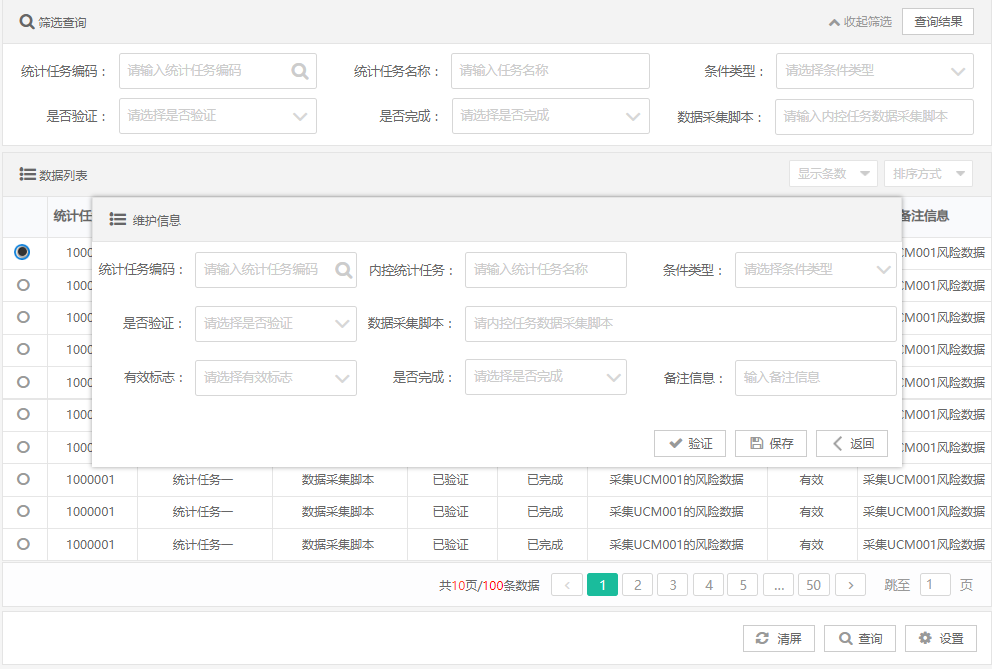 筛选查询 收起筛选 查询结果
统计任务编码： 请输入统计任务编码 统计任务名称： 请输入任务名称 条件类型： 请选择条件类型
是否验证： 请选择是否验证 是否完成： 请选择是否完成 数据采集脚本： 请输入内控任务数据采集脚本
数据列表 显示条数 排序方式
统计任 备注信息
维护信息
1000 CM001风险数据
统计任务编码： 请输入统计任务编码 内控统计任务： 请输入统计任务名称 条件类型： 请选择条件类型
1000 CM001风险数据
1000 CM001风险数据
是否验证： 请选择是否验证 数据采集脚本： 请内控任务数据采集脚本
1000 CM001风险数据
1000 CM001风险数据
有效标志： 请选择有效标志 是否完成： 请选择是否完成 备注信息： 输入备注信息
1000 CM001风险数据
1000 CM001风险数据
验证 保存 返回
1000001 统计任务一 数据采集脚本 已验证 已完成 采集UCM001的风险数据 有效 采集UCM001风险数据
1000001 统计任务一 数据采集脚本 已验证 已完成 采集UCM001的风险数据 有效 采集UCM001风险数据
1000001 统计任务一 数据采集脚本 已验证 已完成 采集UCM001的风险数据 有效 采集UCM001风险数据
共10页/100条数据 < 1 2 3 4 5 ... 50 > 跳至 1 页
清屏 查询 设置